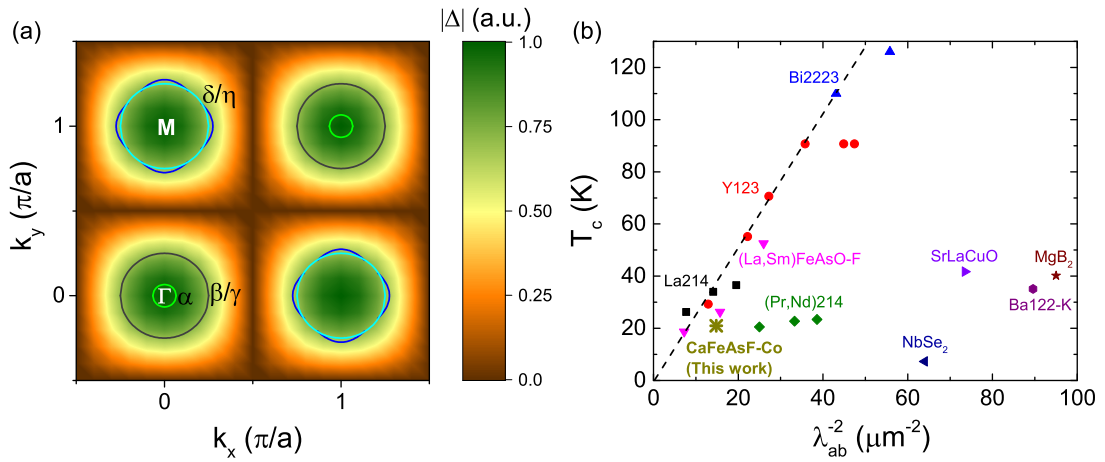 (a)
|Δ| (a.u.)
δ/η
M
1
Γ
α
β/γ
0
k_y (π/a)
0
1
k_x (π/a)
1.0
0.75
0.50
0.25
0.0
(b)
T_c (K)
120
100
80
60
40
20
0
Bi2223
Y123
(La,Sm)FeAsO-F
La214
SrLaCuO
MgB₂
Ba122-K
(Pr,Nd)214
CaFeAsF-Co
(This work)
NbSe₂
0
20
40
60
80
100
λ_ab^-2 (μm^-2)